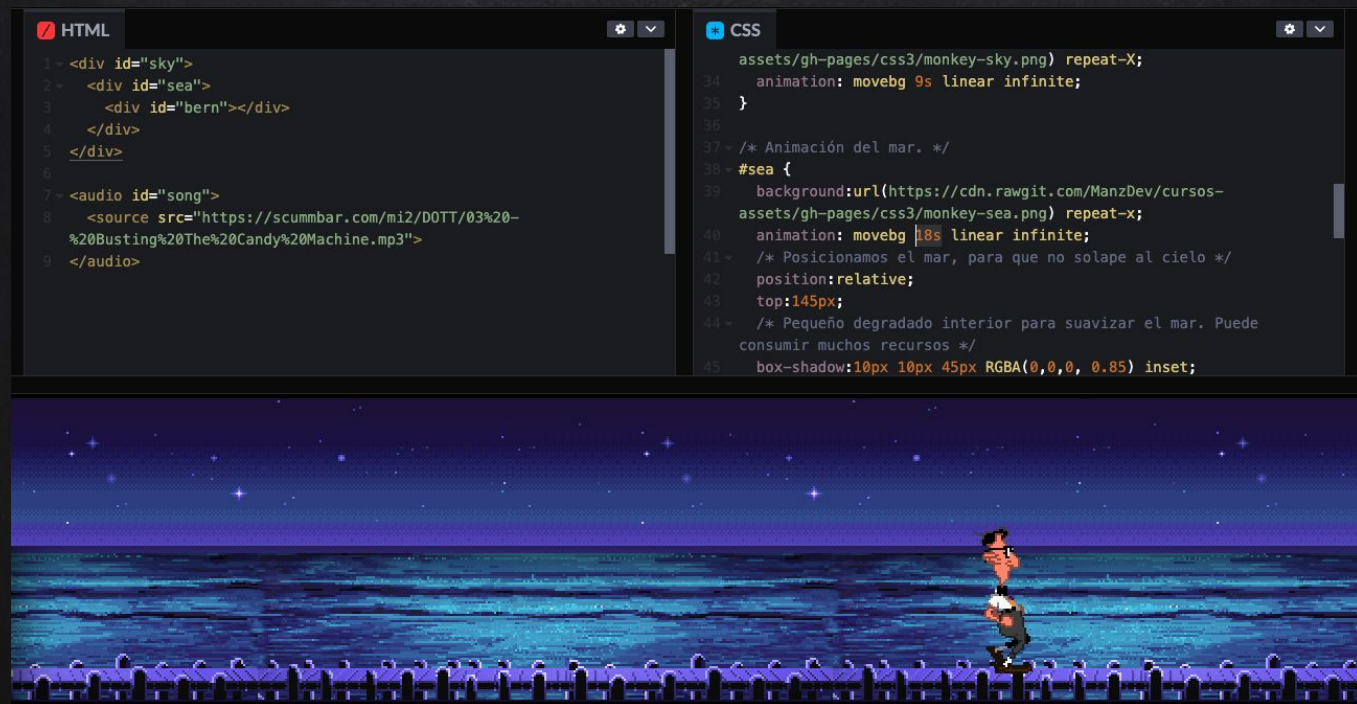 HTML
1 <div id="sky">
2 <div id="sea">
3 <div id="bern"></div>
4 </div>
5 </div>
6
7 <audio id="song">
8 <source src="https://scummbar.com/mi2/DOTT/03%20-
%20Busting%20The%20Candy%20Machine.mp3">
9 </audio>
CSS
assets/gh-pages/css3/monkey-sky.png) repeat-X;
34 animation: movebg 9s linear infinite;
35 }
36
37 /* Animación del mar. */
38 #sea {
39 background:url(https://cdn.rawgit.com/ManzDev/cursos-
assets/gh-pages/css3/monkey-sea.png) repeat-x;
40 animation: movebg 18s linear infinite;
41 /* Posicionamos el mar, para que no solape al cielo */
42 position:relative;
43 top:145px;
44 /* Pequeño degradado interior para suavizar el mar. Puede
consumir muchos recursos */
45 box-shadow:10px 10px 45px RGBA(0,0,0, 0.85) inset;